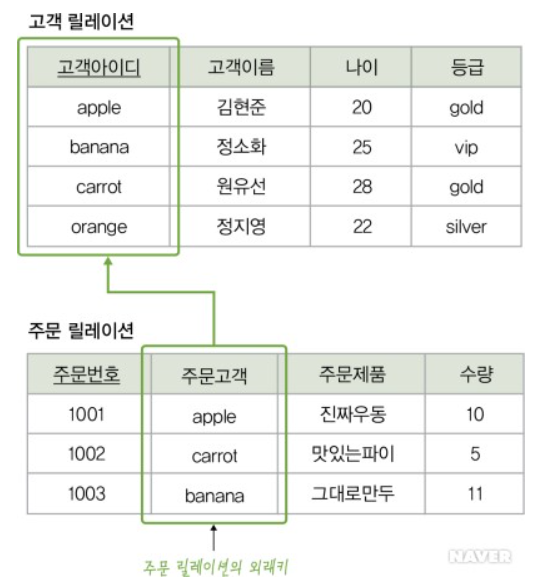 고객 릴레이션
고객아이디 고객이름 나이 등급
apple 김현준 20 gold
banana 정소화 25 vip
carrot 원유선 28 gold
orange 정지영 22 silver
주문 릴레이션
주문번호 주문고객 주문제품 수량
1001 apple 진짜우동 10
1002 carrot 맛있는파이 5
1003 banana 그대로만두 11
주문 릴레이션의 외래키
NAVER